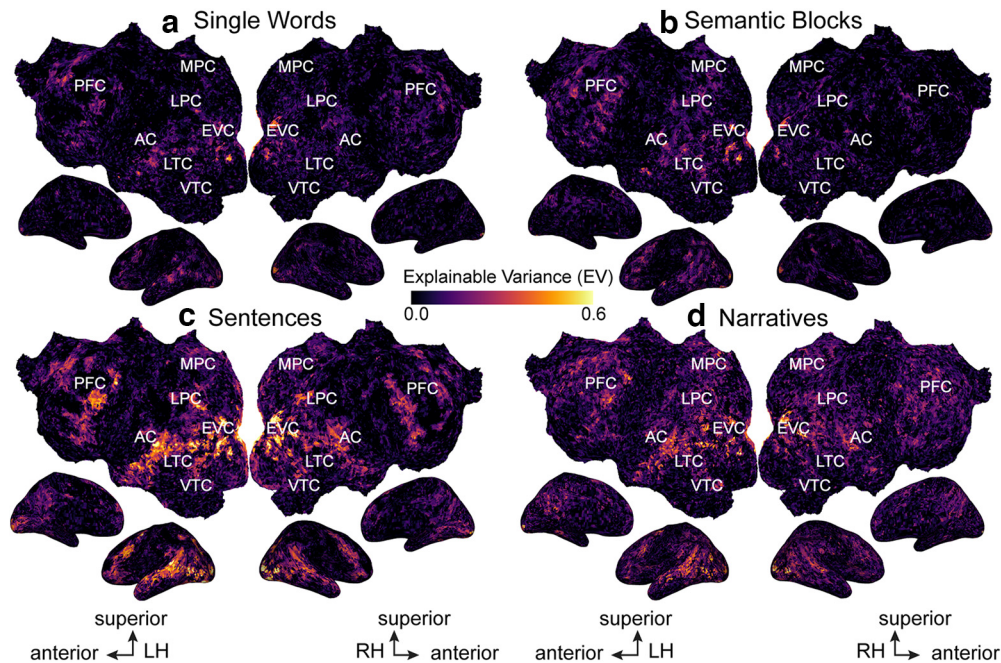 a Single Words
b Semantic Blocks
MPC MPC
PFC PFC
LPC LPC
EVC EVC
AC AC
LTC LTC
VTC VTC
MPC MPC
PFC PFC
LPC LPC
AC EVC EVC AC
LTC LTC
VTC VTC
Explainable Variance (EV)
0.0 0.6
c Sentences
d Narratives
MPC MPC
PFC PFC
LPC LPC
EVC EVC
AC AC
LTC LTC
VTC VTC
MPC MPC
PFC PFC
LPC LPC
EVC EVC
AC AC
LTC LTC
VTC VTC
superior
anterior LH
superior
RH anterior
superior
anterior LH
superior
RH anterior